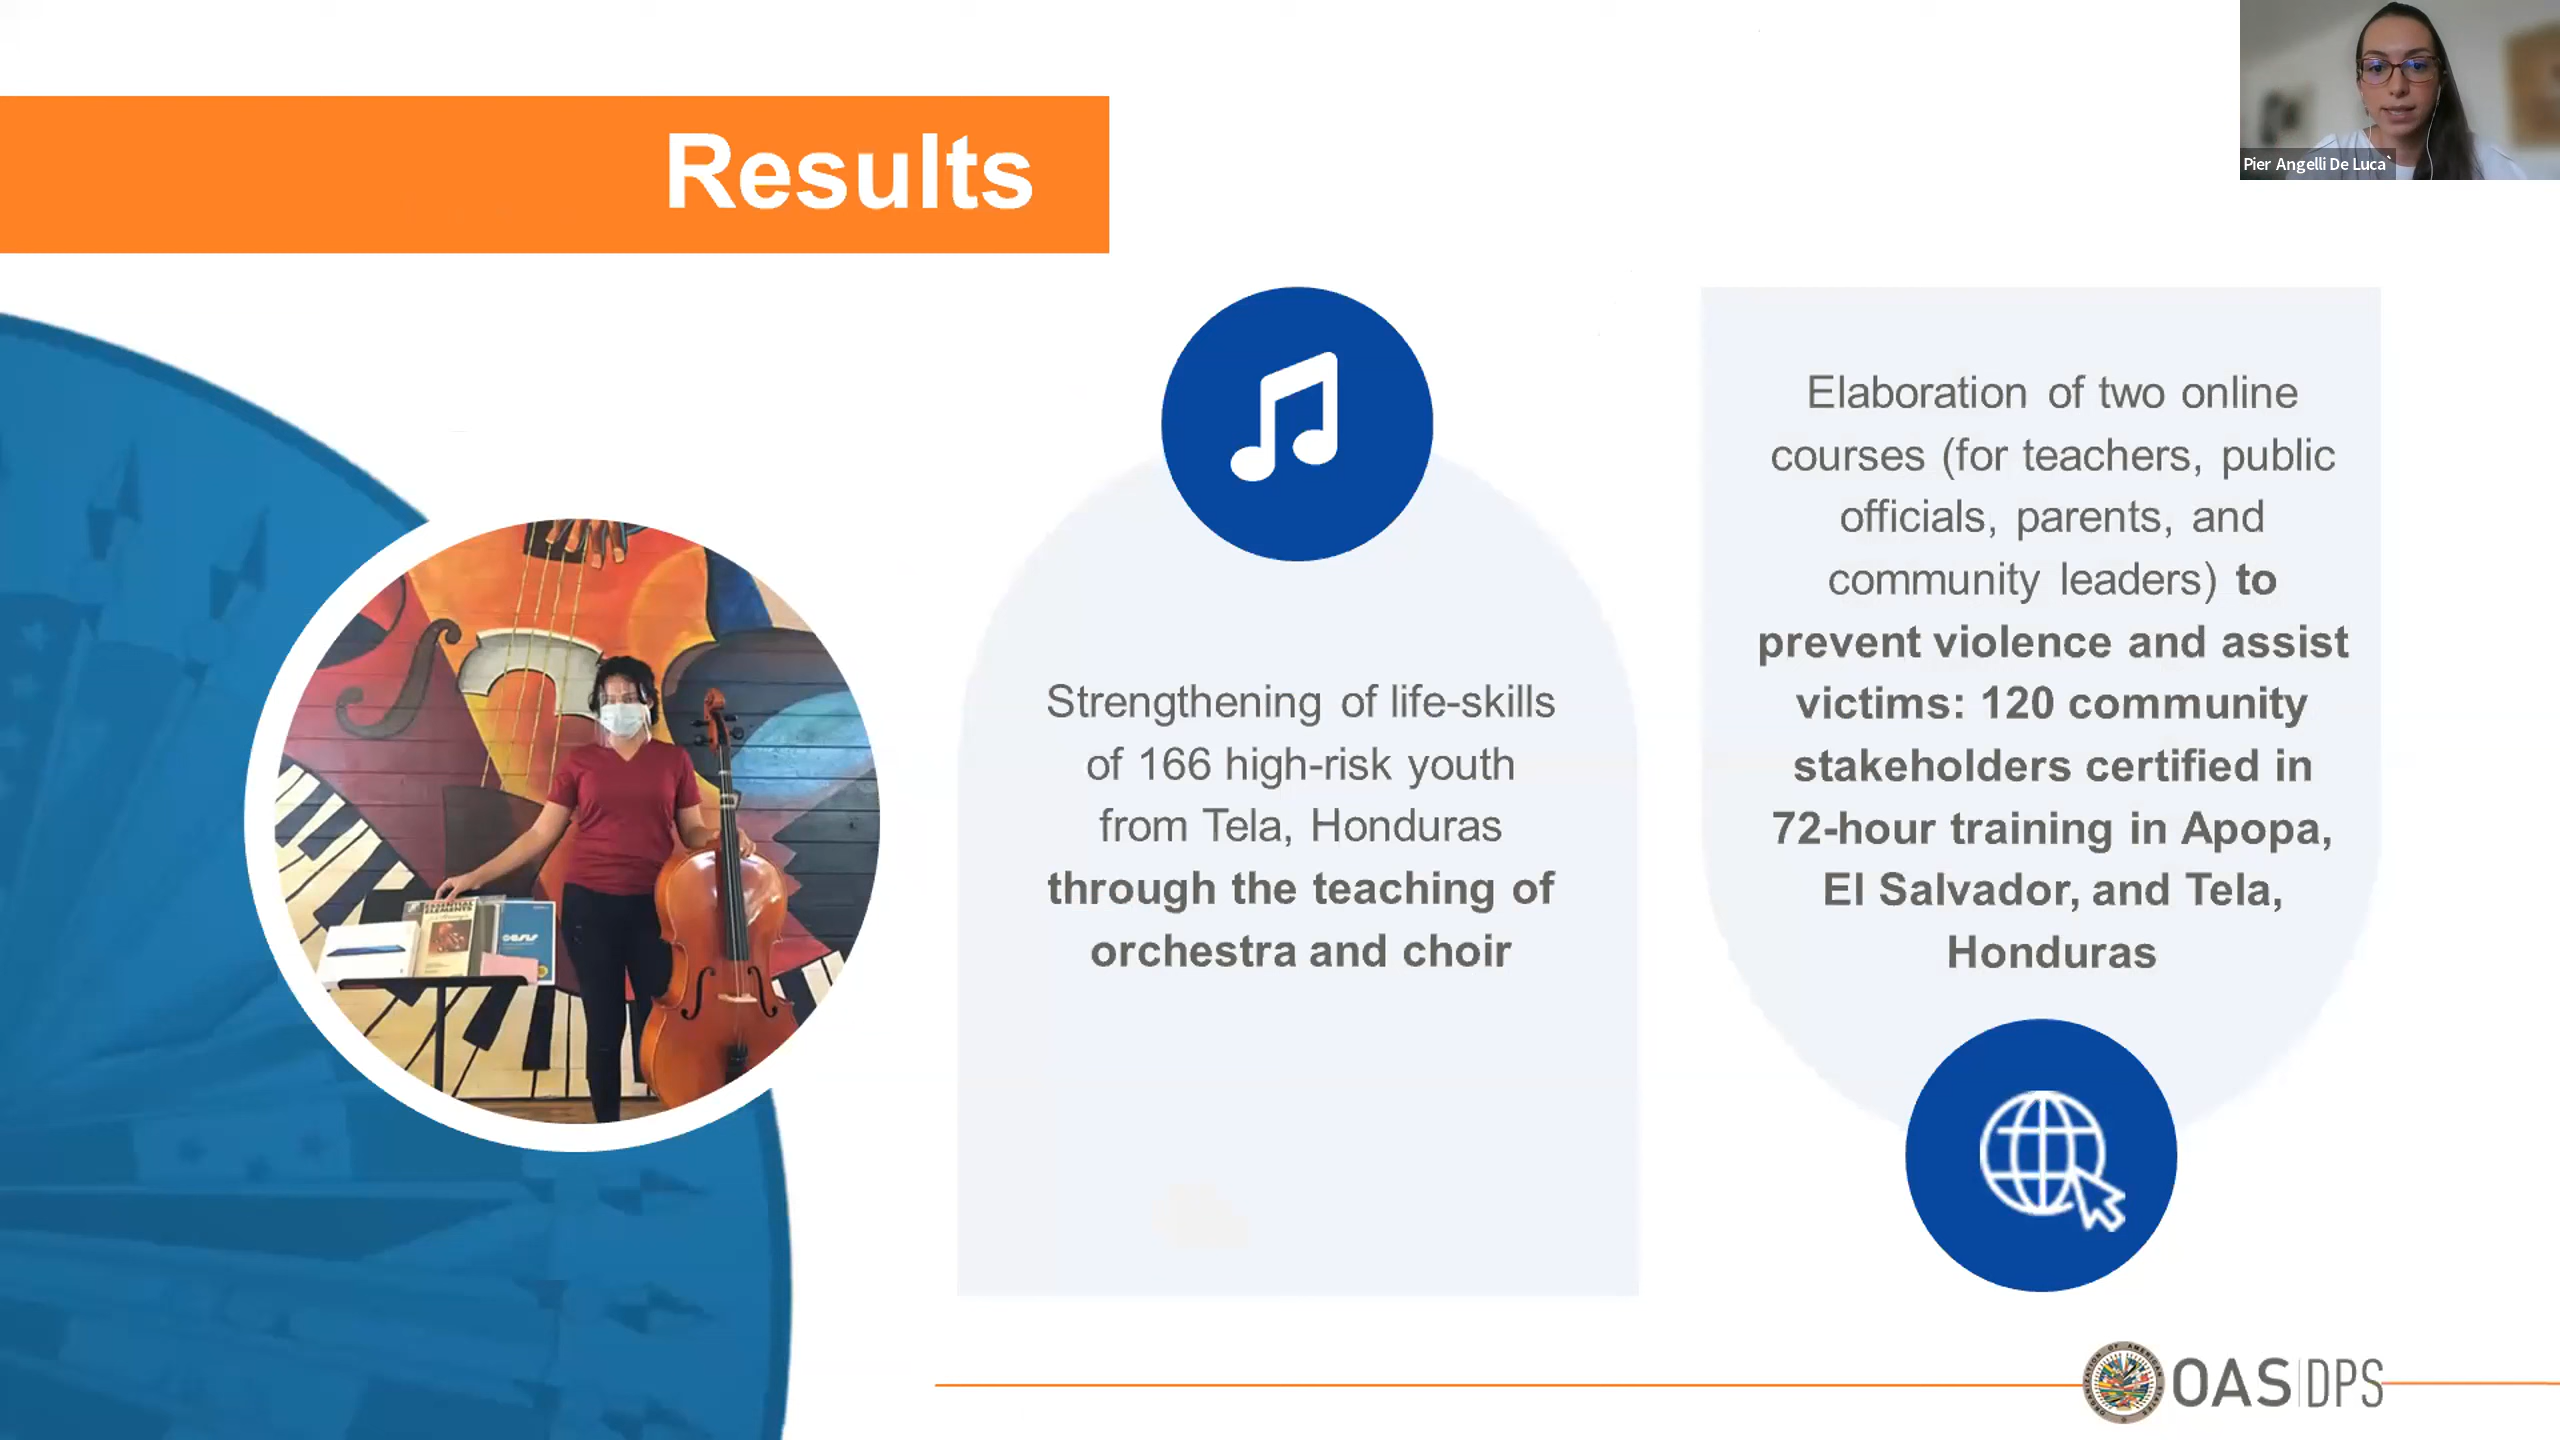 Results
Pier Angelli De Luca`
Strengthening of life-skills
of 166 high-risk youth
from Tela, Honduras
through the teaching of
orchestra and choir
Elaboration of two online
courses (for teachers, public
officials, parents, and
community leaders) to
prevent violence and assist
victims: 120 community
stakeholders certified in
72-hour training in Apopa,
El Salvador, and Tela,
Honduras
ESSENTIAL
ELEMENTS
OAS|DPS